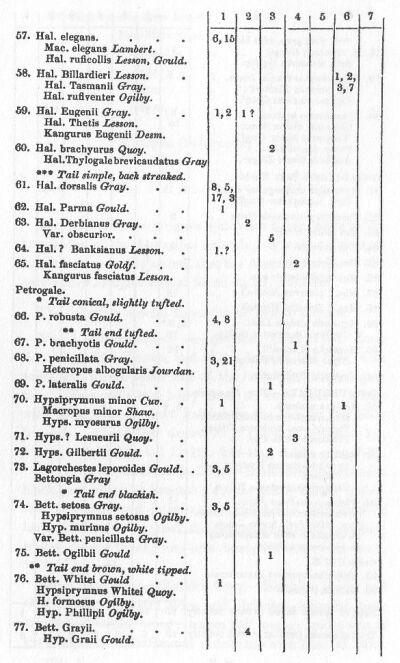 1 2 3 4 5 6 7
57. Hal. elegans. . . . 6, 15
Mac. elegans Lambert.
Hal. ruficollis Lesson, Gould.
58. Hal. Billardieri Lesson. . 1, 2,
Hal. Tasmanii Gray. . . 3, 7
Hal. rufiventer Ogilby.
59. Hal. Eugenii Gray. . . 1, 2 1 ?
Hal. Thetis Lesson.
Kangurus Eugenii Desm.
60. Hal. brachyurus Quoy. . 2
Hal. Thylogale brevicaudatus Gray
*** Tail simple, back streaked.
61. Hal. dorsalis Gray. . . 8, 5,
17, 3
62. Hal. Parma Gould. . . 1
63. Hal. Derbianus Gray. . . 2
Var. obscurior. . . . 5
64. Hal. ? Banksianus Lesson. . 1. ?
65. Hal. fasciatus Goldf. . . 2
Kangurus fasciatus Lesson.
Petrogale.
* Tail conical, slightly tufted.
66. P. robusta Gould. . . 4, 8
** Tail end tufted.
67. P. brachyotis Gould. . . 1
68. P. penicillata Gray. . 3, 21
Heteropus albogularis Jourdan.
69. P. lateralis Gould. . . 1
70. Hypsiprymnus minor Cuv. . 1 1
Macropus minor Shaw.
Hyps. myosurus Ogilby.
71. Hyps. ? Lesueurii Quoy. . 3
72. Hyps. Gilbertii Gould. . . 2
73. Lagorchestes leporoides Gould. . 3, 5
Bettongia Gray
* Tail end blackish.
74. Bett. setosa Gray. . . 3, 5
Hypsiprymnus setosus Ogilby.
Hyp. murinus Ogilby.
Var. Bett. penicillata Gray.
75. Bett. Ogilbii Gould . . 1
** Tail end brown, white tipped.
76. Bett. Whitei Gould . . 1
Hypsiprymnus Whitei Quoy.
H. formosus Ogilby.
Hyp. Phillipii Ogilby.
77. Bett. Grayii. . . . 4
Hyp. Graii Gould.